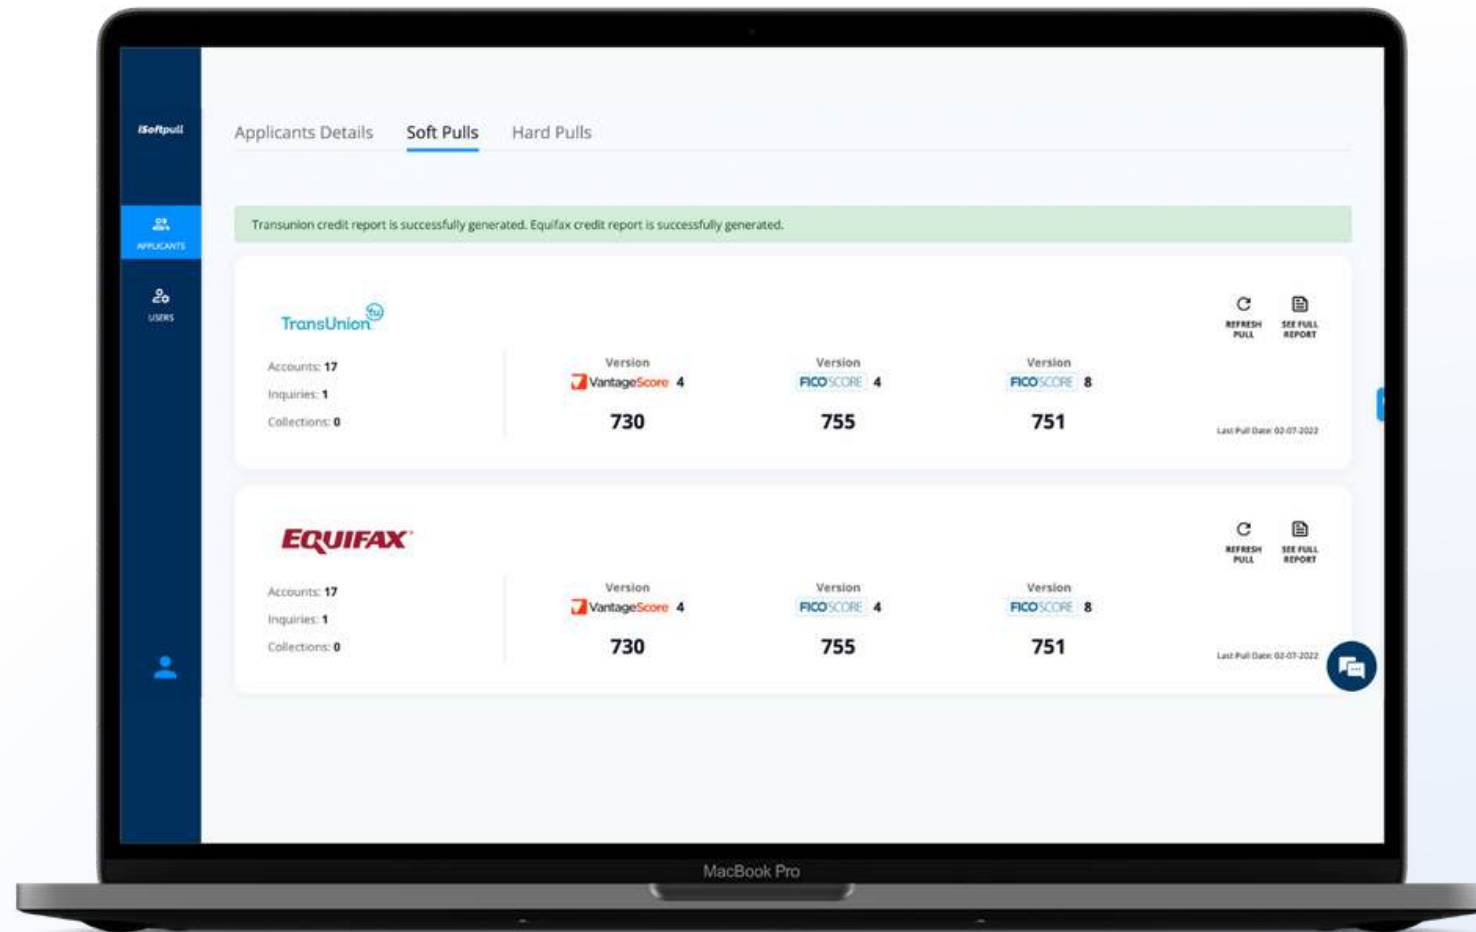 iSoftpull
Applicants Details Soft Pulls Hard Pulls
APPLICANTS
USERS
Transunion credit report is successfully generated. Equifax credit report is successfully generated.
TransUnion
tu
REFRESH PULL
SEE FULL REPORT
Accounts: 17
Inquiries: 1
Collections: 0
Version
VantageScore 4
730
Version
FICO SCORE 4
755
Version
FICO SCORE 8
751
Last Pull Date: 02-07-2022
EQUIFAX
REFRESH PULL
SEE FULL REPORT
Accounts: 17
Inquiries: 1
Collections: 0
Version
VantageScore 4
730
Version
FICO SCORE 4
755
Version
FICO SCORE 8
751
Last Pull Date: 02-07-2022
MacBook Pro